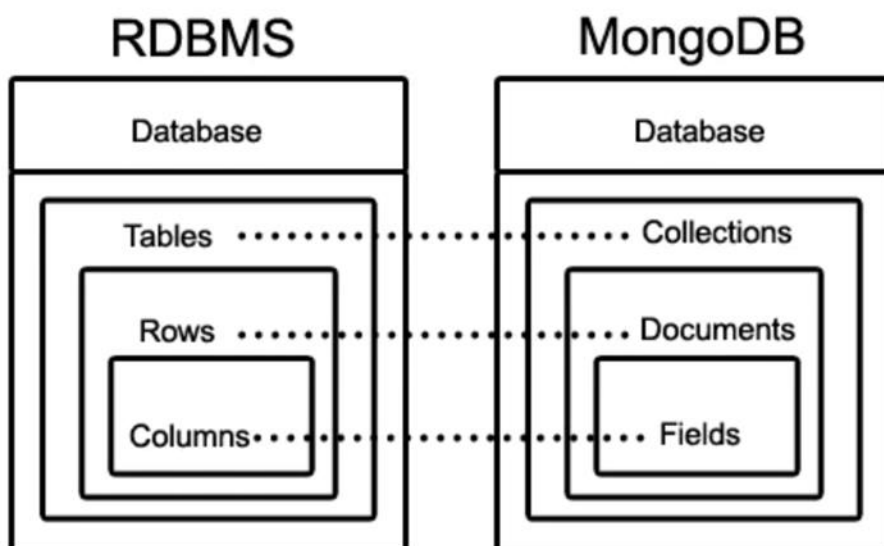 RDBMS
MongoDB
Database
Database
Tables
Collections
Rows
Documents
Columns
Fields